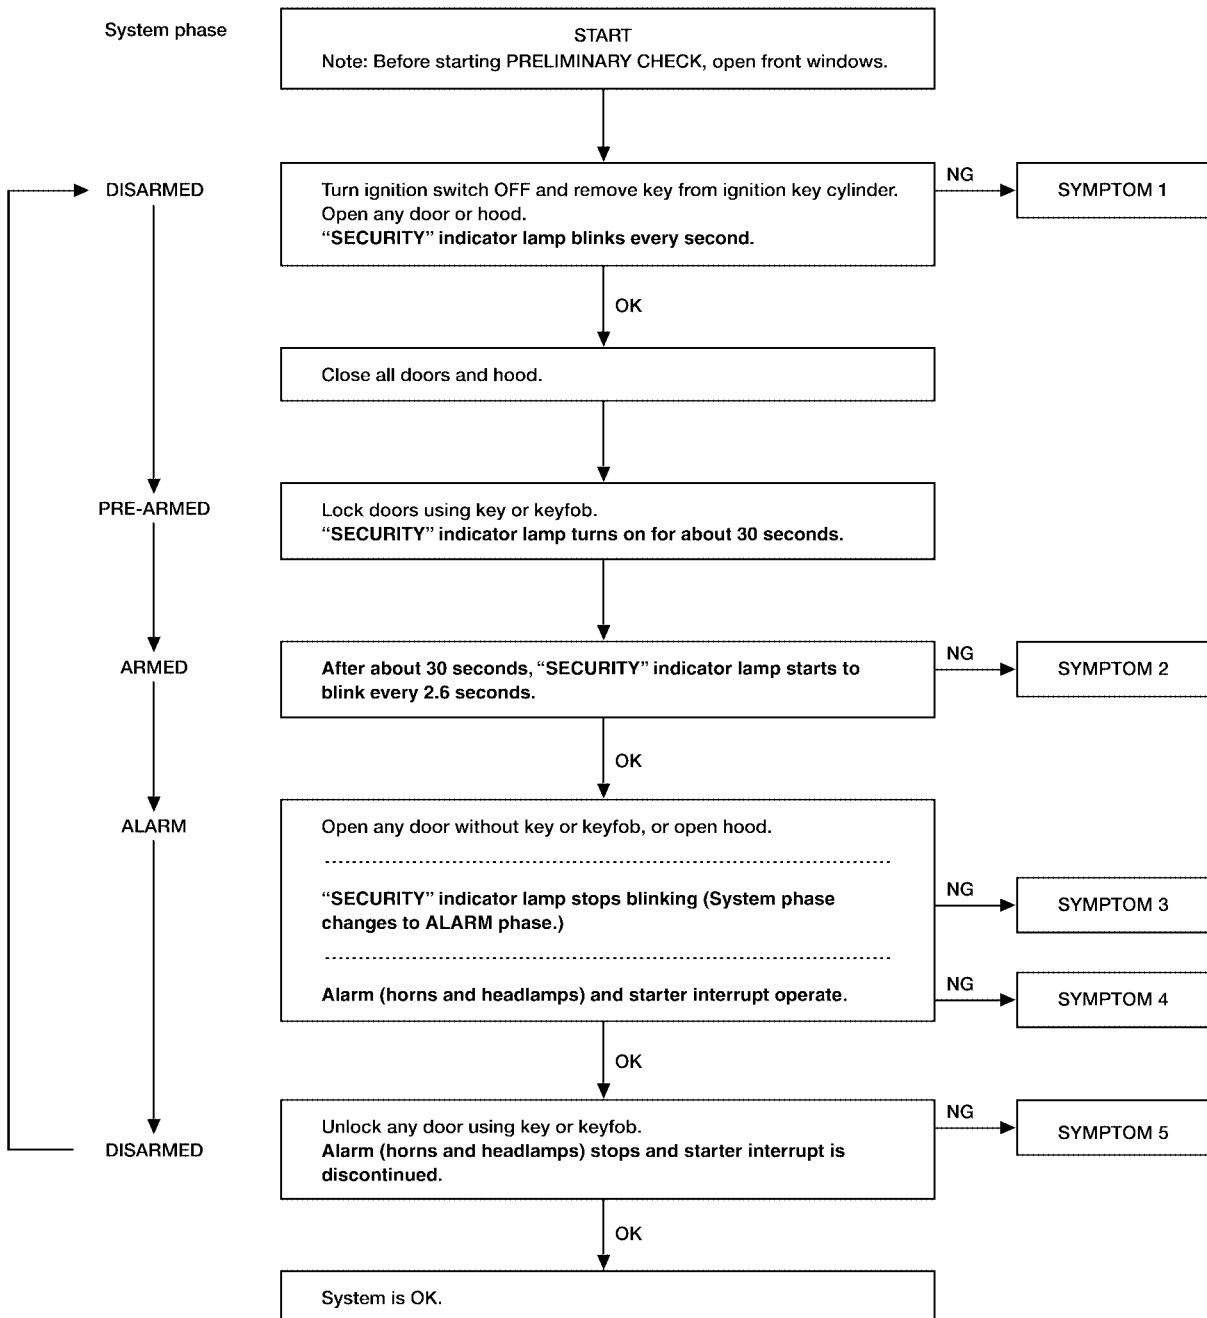 System phase
START
Note: Before starting PRELIMINARY CHECK, open front windows.
DISARMED
Turn ignition switch OFF and remove key from ignition key cylinder.
Open any door or hood.
“SECURITY” indicator lamp blinks every second.
NG
SYMPTOM 1
OK
Close all doors and hood.
PRE-ARMED
Lock doors using key or keyfob.
“SECURITY” indicator lamp turns on for about 30 seconds.
ARMED
After about 30 seconds, “SECURITY” indicator lamp starts to
blink every 2.6 seconds.
NG
SYMPTOM 2
OK
ALARM
Open any door without key or keyfob, or open hood.
“SECURITY” indicator lamp stops blinking (System phase
changes to ALARM phase.)
NG
SYMPTOM 3
Alarm (horns and headlamps) and starter interrupt operate.
NG
SYMPTOM 4
OK
DISARMED
Unlock any door using key or keyfob.
Alarm (horns and headlamps) stops and starter interrupt is
discontinued.
NG
SYMPTOM 5
OK
System is OK.